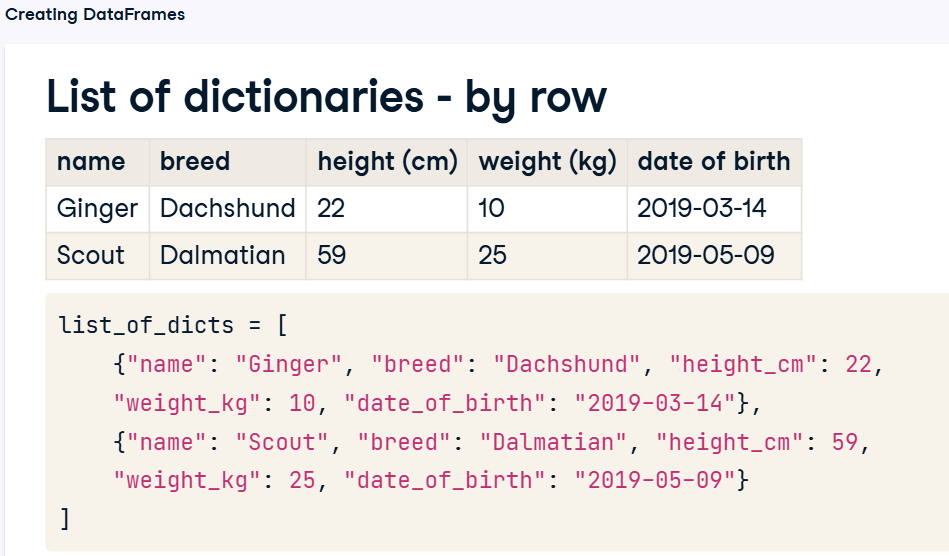 Creating DataFrames
List of dictionaries - by row
name breed height (cm) weight (kg) date of birth
Ginger Dachshund 22 10 2019-03-14
Scout Dalmatian 59 25 2019-05-09
list_of_dicts = [
    {"name": "Ginger", "breed": "Dachshund", "height_cm": 22,
    "weight_kg": 10, "date_of_birth": "2019-03-14"},
    {"name": "Scout", "breed": "Dalmatian", "height_cm": 59,
    "weight_kg": 25, "date_of_birth": "2019-05-09"}
]